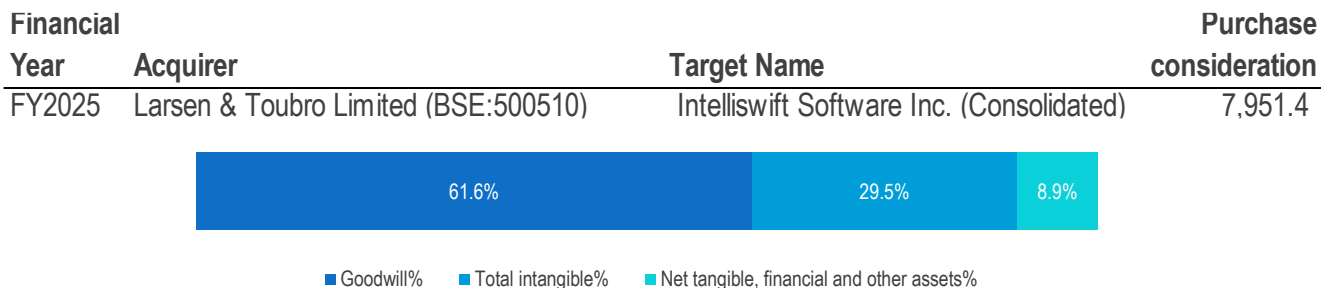 Financial Purchase
Year Acquirer Target Name consideration
FY2025 Larsen & Toubro Limited (BSE:500510) Intelliswift Software Inc. (Consolidated) 7,951.4
61.6% 29.5% 8.9%
Goodwill% Total intangible% Net tangible, financial and other assets%